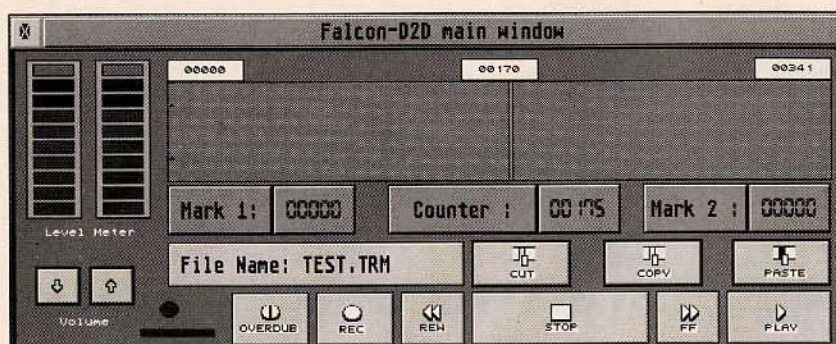 Falcon-D2D main window
00000 00170 00341
Mark 1: 00000 Counter : 00175 Mark 2 : 00000
Level Meter
File Name: TEST.TRM CUT COPY PASTE
Volume
OVERDUB REC REW STOP FF PLAY